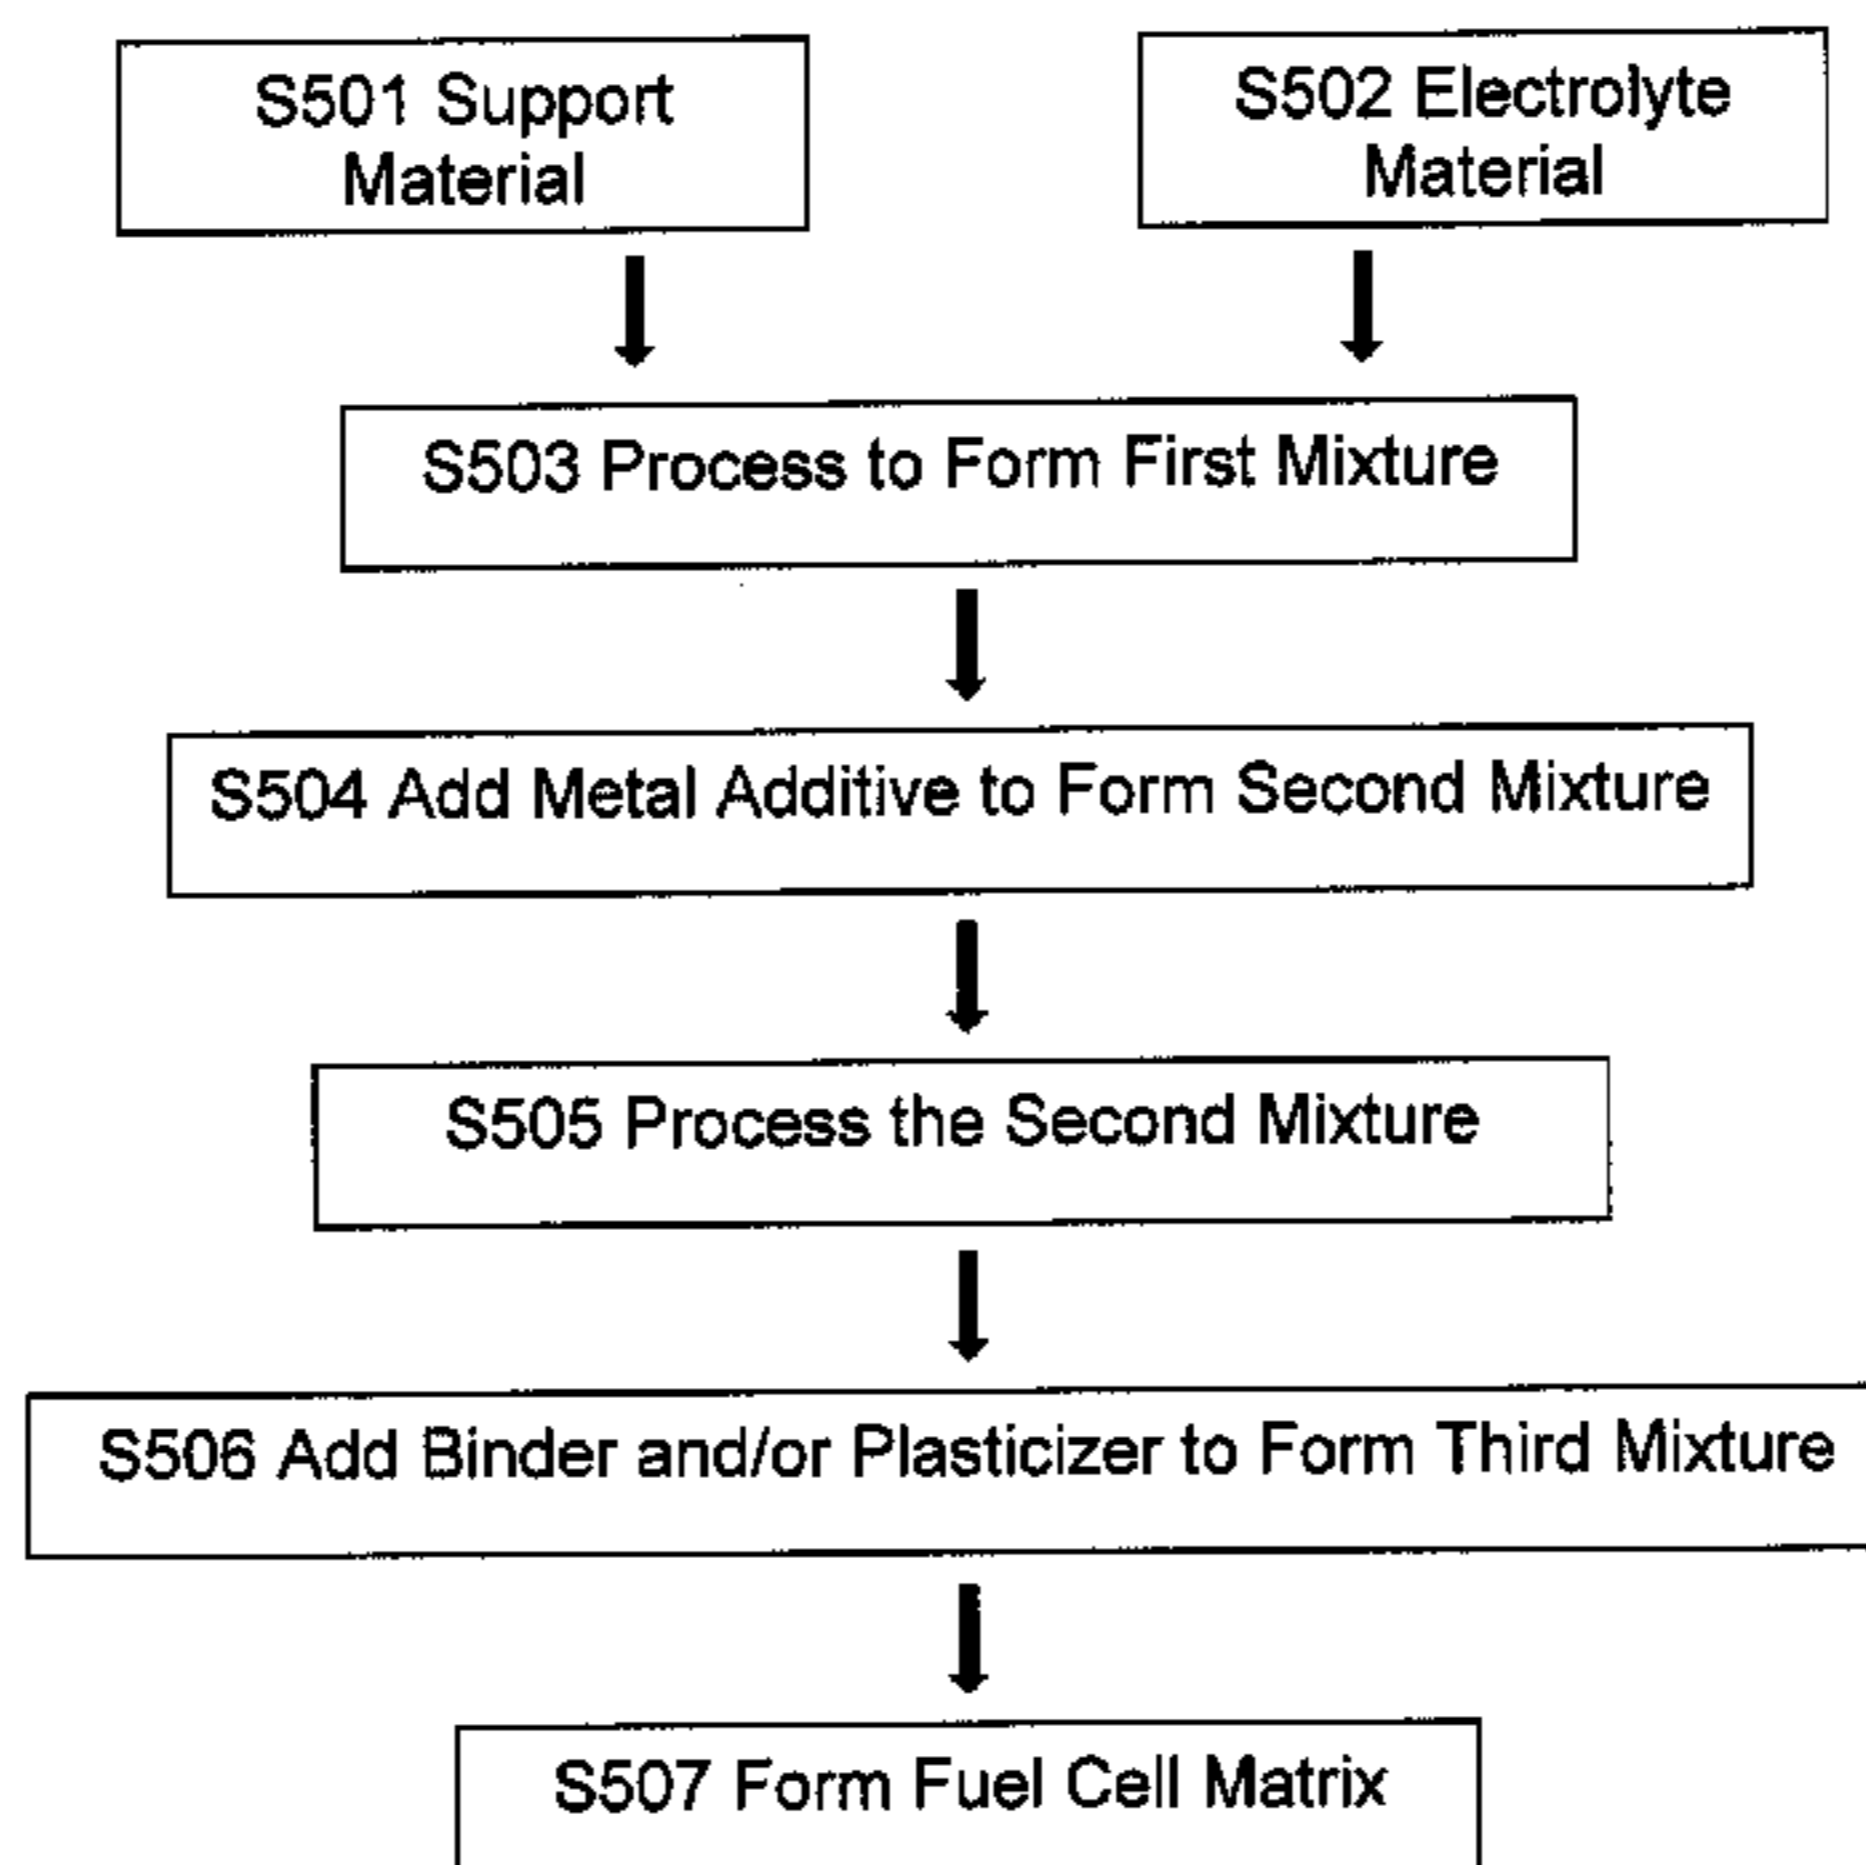 S501 Support
Material
S502 Electrolyte
Material
S503 Process to Form First Mixture
S504 Add Metal Additive to Form Second Mixture
S505 Process the Second Mixture
S506 Add Binder and/or Plasticizer to Form Third Mixture
S507 Form Fuel Cell Matrix